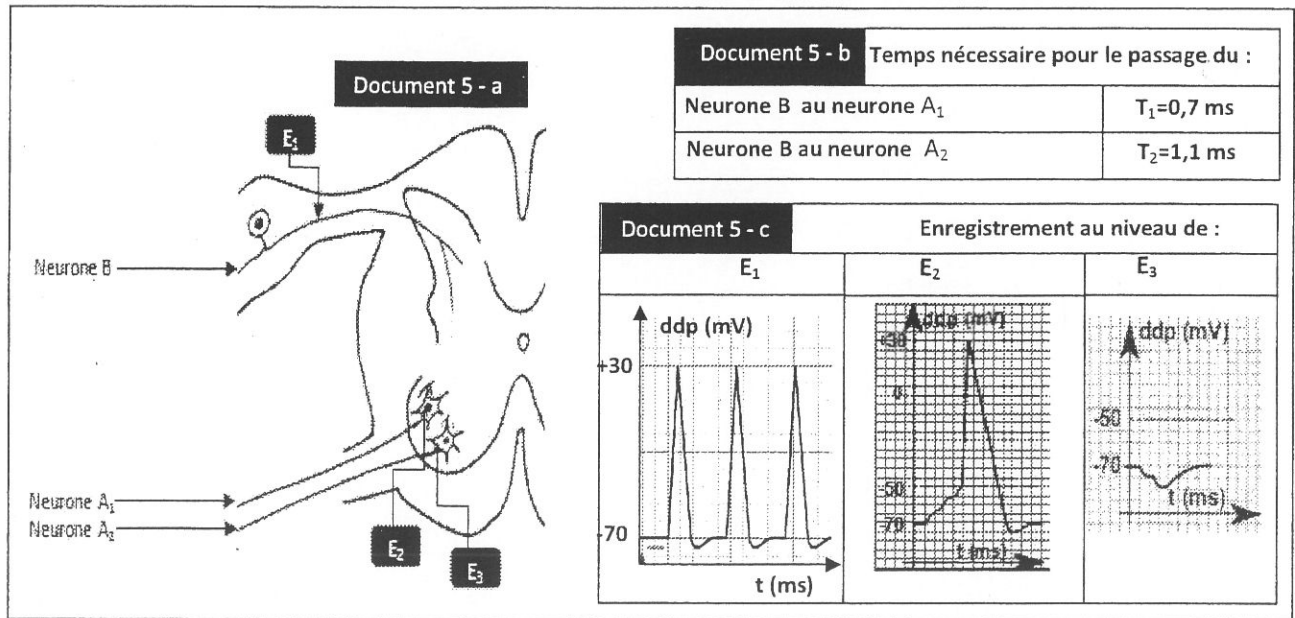 Document 5 - a
E₁
Neurone B
Neurone A₁
Neurone A₂
E₂
E₃
Document 5 - b Temps nécessaire pour le passage du :
Neurone B au neurone A₁ T₁=0,7 ms
Neurone B au neurone A₂ T₂=1,1 ms
Document 5 - c Enregistrement au niveau de :
E₁ E₂ E₃
ddp (mV)
+30
-70
t (ms)
ddp (mV)
+30
0
-50
-70
t (ms)
ddp (mV)
-50
-70
t (ms)